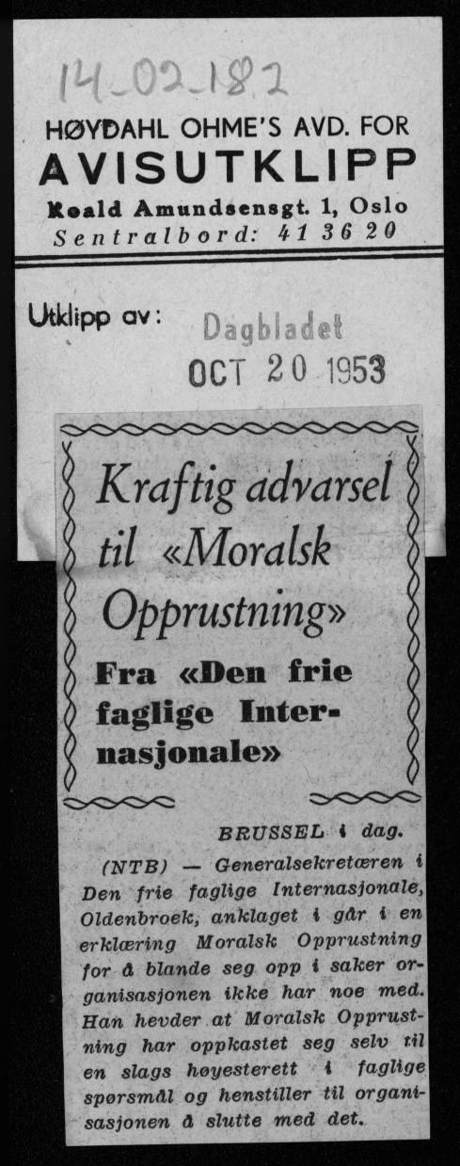 14-02.182
HØYDAHL OHME'S AVD. FOR
AVISUTKLIPP
Roald Amundsensgt. 1, Oslo
Sentralbord: 41 36 20
Utklipp av:
Dagbladet
OCT 20 1953
Kraftig advarsel
til «Moralsk
Opprustning»
Fra «Den frie
faglige Inter-
nasjonale»
BRUSSEL i dag.
(NTB) — Generalsekretæren i
Den frie faglige Internasjonale,
Oldenbroek, anklaget i går i en
erklæring Moralsk Opprustning
for å blande seg opp i saker or-
ganisasjonen ikke har noe med.
Han hevder at Moralsk Opprust-
ning har oppkastet seg selv til
en slags høyesterett i faglige
spørsmål og henstiller til organi-
sasjonen å slutte med det.